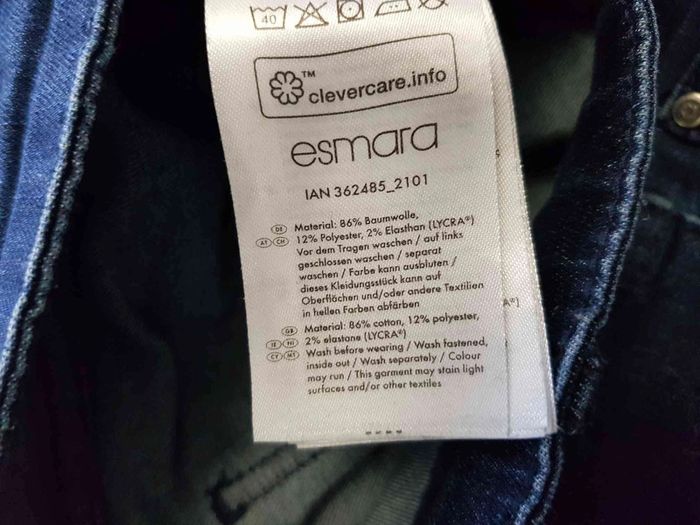 40
™
clevercare.info
esmara
IAN 362485_2101
DE Material: 86% Baumwolle,
AT CH 12% Polyester, 2% Elasthan (LYCRA®)
Vor dem Tragen waschen / auf links
geschlossen waschen / separat
waschen / Farbe kann ausbluten /
dieses Kleidungsstück kann auf
Oberflächen und/oder andere Textilien
in hellen Farben abfärben
A®)
GB Material: 86% cotton, 12% polyester,
IE NI 2% elastane (LYCRA®)
CY MT Wash before wearing / Wash fastened,
inside out / Wash separately / Colour
may run / This garment may stain light
surfaces and/or other textiles